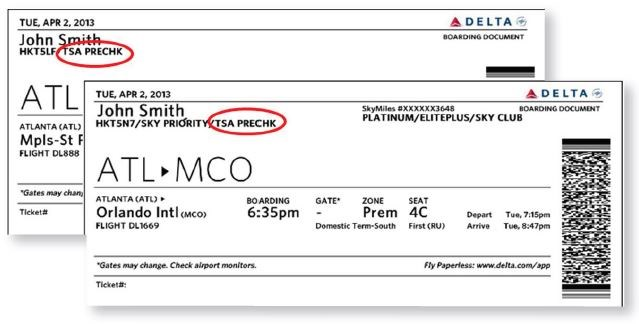 TUE, APR 2, 2013
DELTA
John Smith
BOARDING DOCUMENT
HKT5LF TSA PRECHK
ATL
ATLANTA (ATL)
Mpls-St
FLIGHT DL888
*Gates may
Ticket#
TUE, APR 2, 2013
DELTA
John Smith
SkyMiles #XXXXXX3648
BOARDING DOCUMENT
HKT5N7/SKY PRIORITY/TSA PRECHK
PLATINUM/ELITEPLUS/SKY CLUB
ATL▸MCO
ATLANTA (ATL) ▸ BOARDING GATE* ZONE SEAT
Orlando Intl (MCO) 6:35pm - Prem 4C Depart Tue, 7:15pm
FLIGHT DL1669 Domestic Term-South First (RU) Arrive Tue, 8:47pm
*Gates may change. Check airport monitors. Fly Paperless: www.delta.com/app
Ticket#: